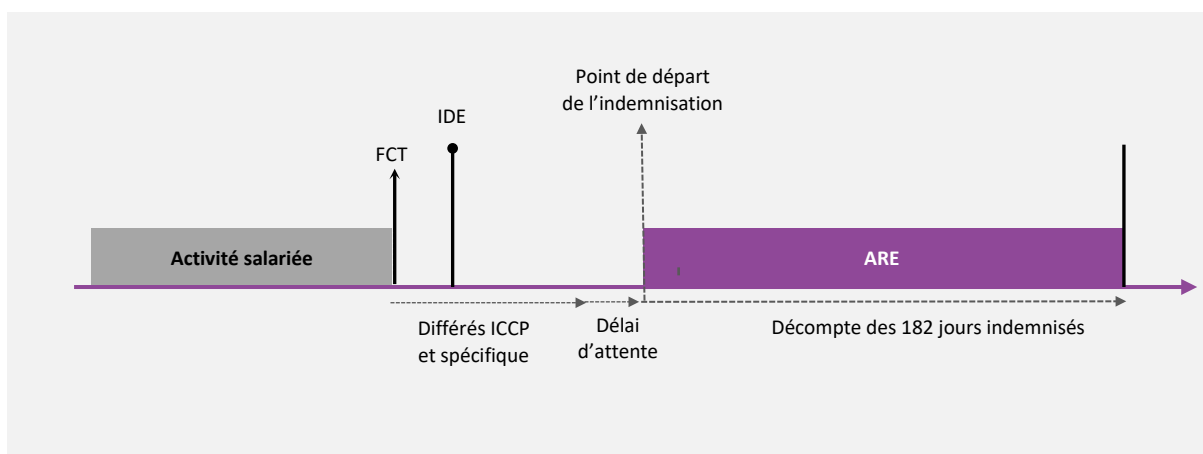 Point de départ
de l’indemnisation
IDE
FCT
Activité salariée
ARE
Différés ICCP
et spécifique
Délai
d’attente
Décompte des 182 jours indemnisés